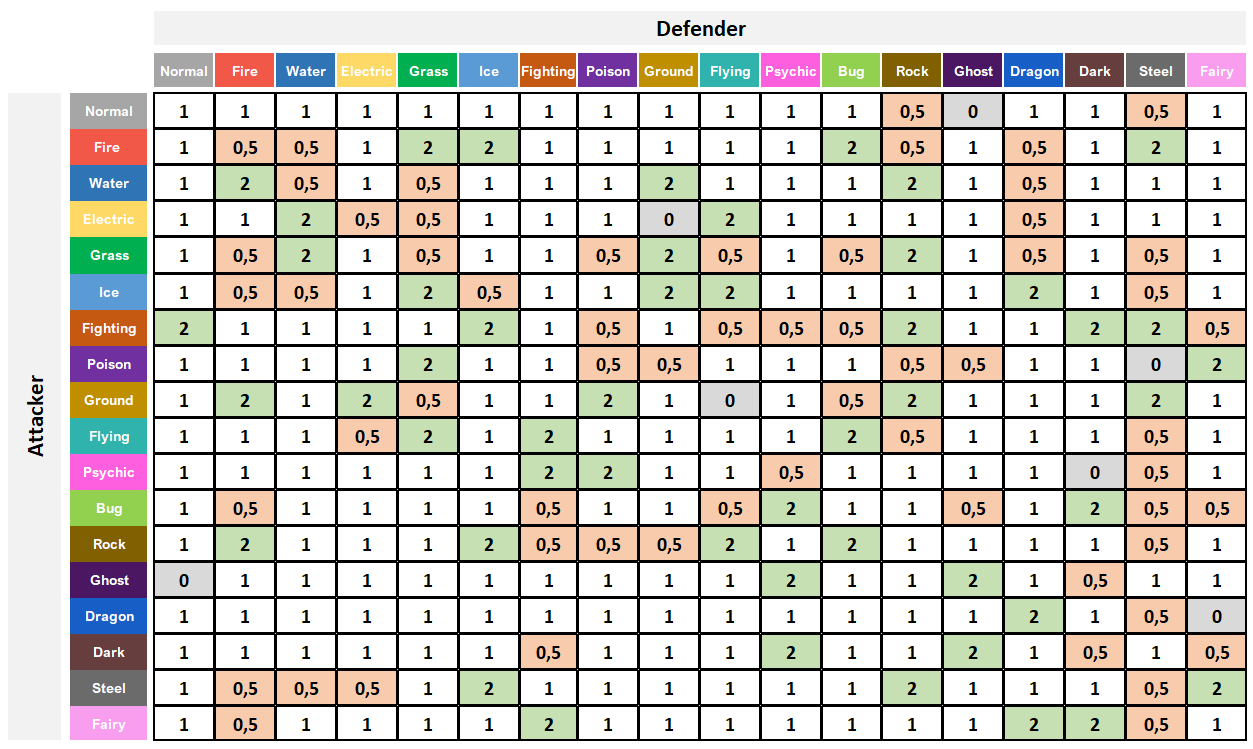 Defender
Normal Fire Water Electric Grass Ice Fighting Poison Ground Flying Psychic Bug Rock Ghost Dragon Dark Steel Fairy
Attacker
Normal 1 1 1 1 1 1 1 1 1 1 1 1 0,5 0 1 1 0,5 1
Fire 1 0,5 0,5 1 2 2 1 1 1 1 1 2 0,5 1 0,5 1 2 1
Water 1 2 0,5 1 0,5 1 1 1 2 1 1 1 2 1 0,5 1 1 1
Electric 1 1 2 0,5 0,5 1 1 1 0 2 1 1 1 1 0,5 1 1 1
Grass 1 0,5 2 1 0,5 1 1 0,5 2 0,5 1 0,5 2 1 0,5 1 0,5 1
Ice 1 0,5 0,5 1 2 0,5 1 1 2 2 1 1 1 1 2 1 0,5 1
Fighting 2 1 1 1 1 2 1 0,5 1 0,5 0,5 0,5 2 1 1 2 2 0,5
Poison 1 1 1 1 2 1 1 0,5 0,5 1 1 1 0,5 0,5 1 1 0 2
Ground 1 2 1 2 0,5 1 1 2 1 0 1 0,5 2 1 1 1 2 1
Flying 1 1 1 0,5 2 1 2 1 1 1 1 2 0,5 1 1 1 0,5 1
Psychic 1 1 1 1 1 1 2 2 1 1 0,5 1 1 1 1 0 0,5 1
Bug 1 0,5 1 1 1 1 0,5 1 1 0,5 2 1 1 0,5 1 2 0,5 0,5
Rock 1 2 1 1 1 2 0,5 0,5 0,5 2 1 2 1 1 1 1 0,5 1
Ghost 0 1 1 1 1 1 1 1 1 1 2 1 1 2 1 0,5 1 1
Dragon 1 1 1 1 1 1 1 1 1 1 1 1 1 1 2 1 0,5 0
Dark 1 1 1 1 1 1 0,5 1 1 1 2 1 1 2 1 0,5 1 0,5
Steel 1 0,5 0,5 0,5 1 2 1 1 1 1 1 1 2 1 1 1 0,5 2
Fairy 1 0,5 1 1 1 1 2 1 1 1 1 1 1 1 2 2 0,5 1